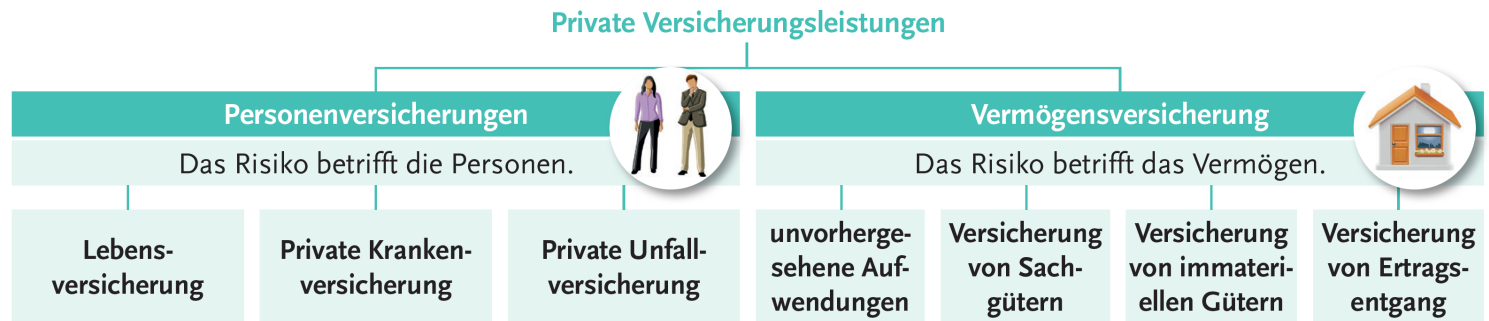 Private Versicherungsleistungen
Personenversicherungen
Das Risiko betrifft die Personen.
Lebens-
versicherung
Private Kranken-
versicherung
Private Unfall-
versicherung
Vermögensversicherung
Das Risiko betrifft das Vermögen.
unvorherge-
sehene Auf-
wendungen
Versicherung
von Sach-
gütern
Versicherung
von immateri-
ellen Gütern
Versicherung
von Ertrags-
entgang